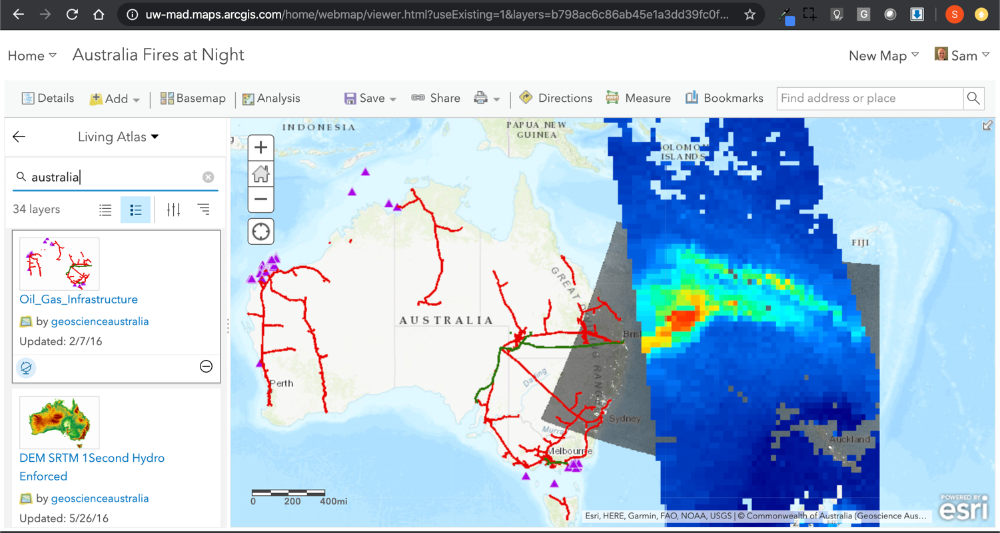 uw-mad.maps.arcgis.com/home/webmap/viewer.html?useExisting=1&layers=b798ac6c86ab45e1a3dd39fc0f...
G
S
Home
Australia Fires at Night
New Map
Sam
Details
Add
Basemap
Analysis
Save
Share
Directions
Measure
Bookmarks
Find address or place
Living Atlas
australia
34 layers
Oil_Gas_Infrastructure
by geoscienceaustralia
Updated: 2/7/16
DEM SRTM 1Second Hydro
Enforced
by geoscienceaustralia
Updated: 5/26/16
INDONESIA
PAPUA NEW
GUINEA
SOLOMON
ISLANDS
FIJI
AUSTRALIA
GREAT D
NG RANG
Brisb
Darling
Perth
Sydney
Murray
Melbourne
Auckland
0 200 400mi
Esri, HERE, Garmin, FAO, NOAA, USGS | © Commonwealth of Australia (Geoscience Aus...
POWERED BY
esri